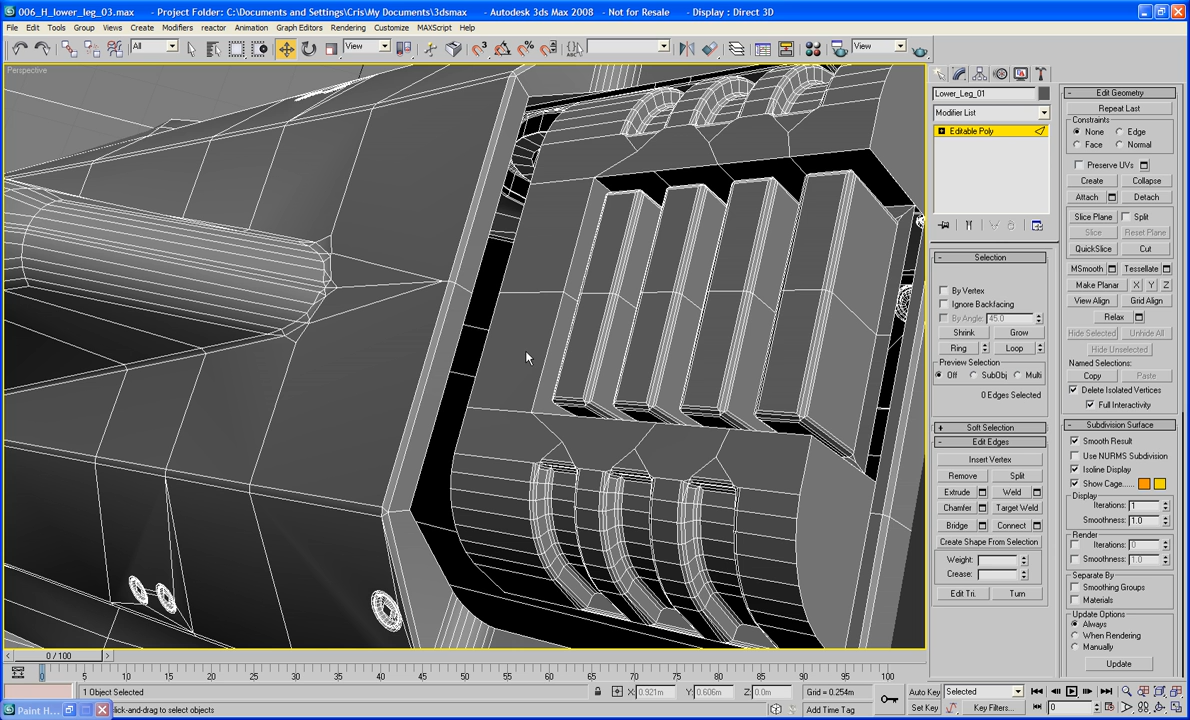 006_H_lower_leg_03.max - Project Folder: C:\Documents and Settings\Cris\My Documents\3dsmax - Autodesk 3ds Max 2008 - Not for Resale - Display : Direct 3D
File Edit Tools Group Views Create Modifiers reactor Animation Graph Editors Rendering Customize MAXScript Help
All View View
Perspective
Lower_Leg_01
Modifier List
Editable Poly
Selection
By Vertex
Ignore Backfacing
By Angle: 45.0
Shrink Grow
Ring Loop
Preview Selection
Off SubObj Multi
0 Edges Selected
Soft Selection
Edit Edges
Insert Vertex
Remove Split
Extrude Weld
Chamfer Target Weld
Bridge Connect
Create Shape From Selection
Weight:
Crease:
Edit Tri. Turn
Edit Geometry
Repeat Last
Constraints
None Edge
Face Normal
Preserve UVs
Create Collapse
Attach Detach
Slice Plane Split
Slice Reset Plane
QuickSlice Cut
MSmooth Tessellate
Make Planar X Y Z
View Align Grid Align
Relax
Hide Selected Unhide All
Hide Unselected
Named Selections:
Copy Paste
Delete Isolated Vertices
Full Interactivity
Subdivision Surface
Smooth Result
Use NURMS Subdivision
Isoline Display
Show Cage......
Display
Iterations: 1
Smoothness: 1.0
Render
Iterations: 0
Smoothness: 1.0
Separate By
Smoothing Groups
Materials
Update Options
Always
When Rendering
Manually
Update
0 / 100
0 5 10 15 20 25 30 35 40 45 50 55 60 65 70 75 80 85 90 95 100
1 Object Selected X: 0.921m Y: 0.606m Z: 0.0m Grid = 0.254m Auto Key Selected
Paint H... lick-and-drag to select objects Add Time Tag Set Key Key Filters... 0